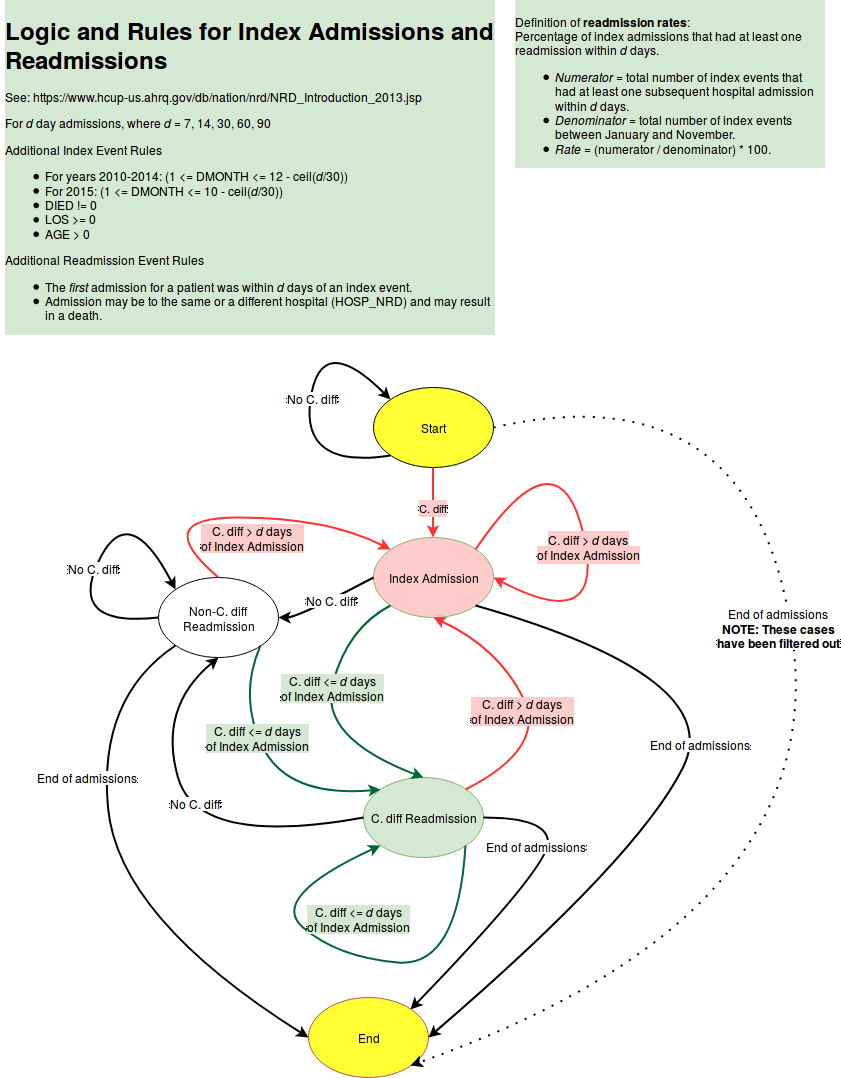 Logic and Rules for Index Admissions and
Readmissions
See: https://www.hcup-us.ahrq.gov/db/nation/nrd/NRD_Introduction_2013.jsp
For d day admissions, where d = 7, 14, 30, 60, 90
Additional Index Event Rules
• For years 2010-2014: (1 <= DMONTH <= 12 - ceil(d/30))
• For 2015: (1 <= DMONTH <= 10 - ceil(d/30))
• DIED != 0
• LOS >= 0
• AGE > 0
Additional Readmission Event Rules
• The first admission for a patient was within d days of an index event.
• Admission may be to the same or a different hospital (HOSP_NRD) and may result
in a death.
Definition of readmission rates:
Percentage of index admissions that had at least one
readmission within d days.
• Numerator = total number of index events that
had at least one subsequent hospital admission
within d days.
• Denominator = total number of index events
between January and November.
• Rate = (numerator / denominator) * 100.
No C. diff
Start
C. diff
C. diff > d days
of Index Admission
C. diff > d days
of Index Admission
No C. diff
Index Admission
No C. diff
Non-C. diff
Readmission
End of admissions
NOTE: These cases
have been filtered out
C. diff <= d days
of Index Admission
C. diff > d days
of Index Admission
C. diff <= d days
of Index Admission
End of admissions
End of admissions
No C. diff
C. diff Readmission
End of admissions
C. diff <= d days
of Index Admission
End